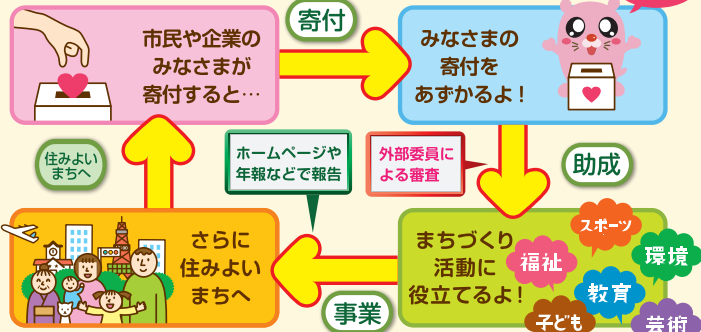 市民や企業の
みなさまが
寄付すると…
寄付
みなさまの
寄付を
あずかるよ！
住みよい
まちへ
ホームページや
年報などで報告
外部委員に
よる審査
助成
さらに
住みよい
まちへ
事業
まちづくり
活動に
役立てるよ！
スポーツ
福祉
環境
教育
子ども
芸術